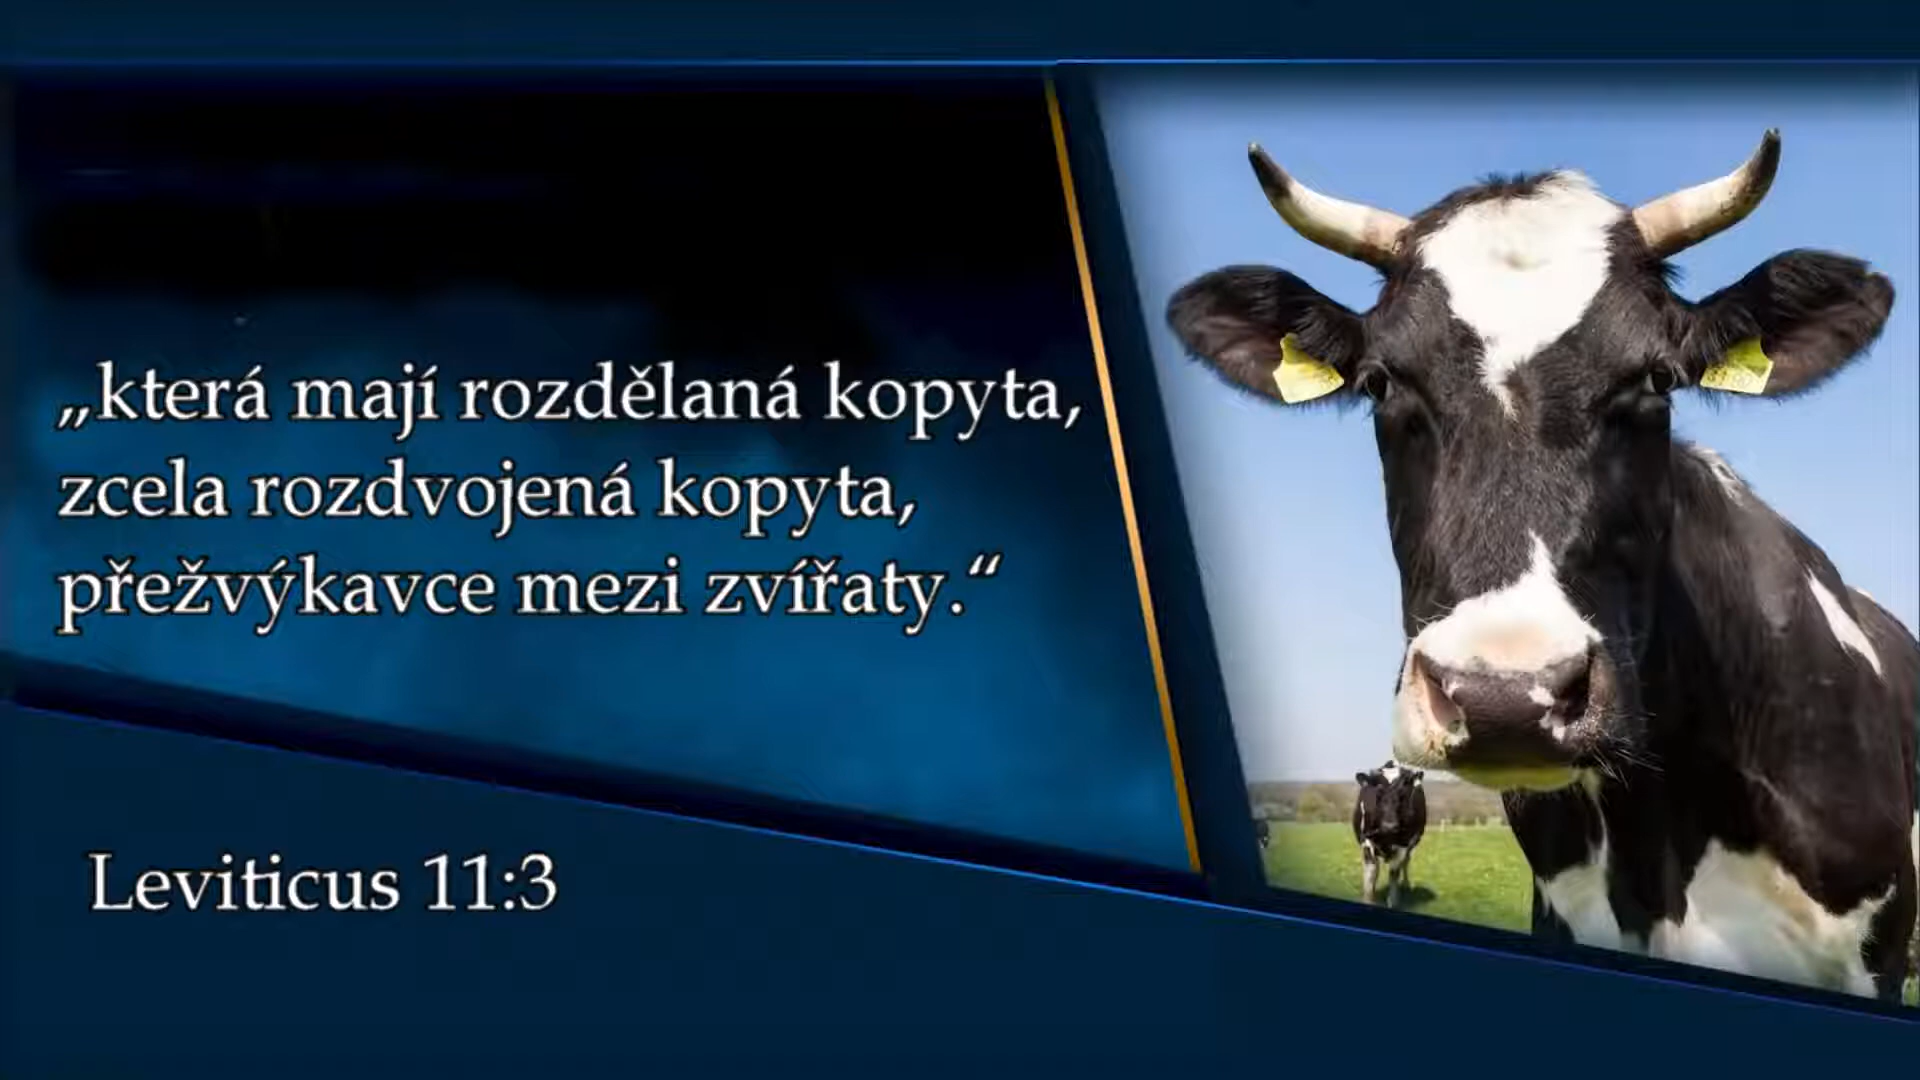 „která mají rozdělaná kopyta,
zcela rozdvojená kopyta,
přežvýkavce mezi zvířaty.“
Leviticus 11:3